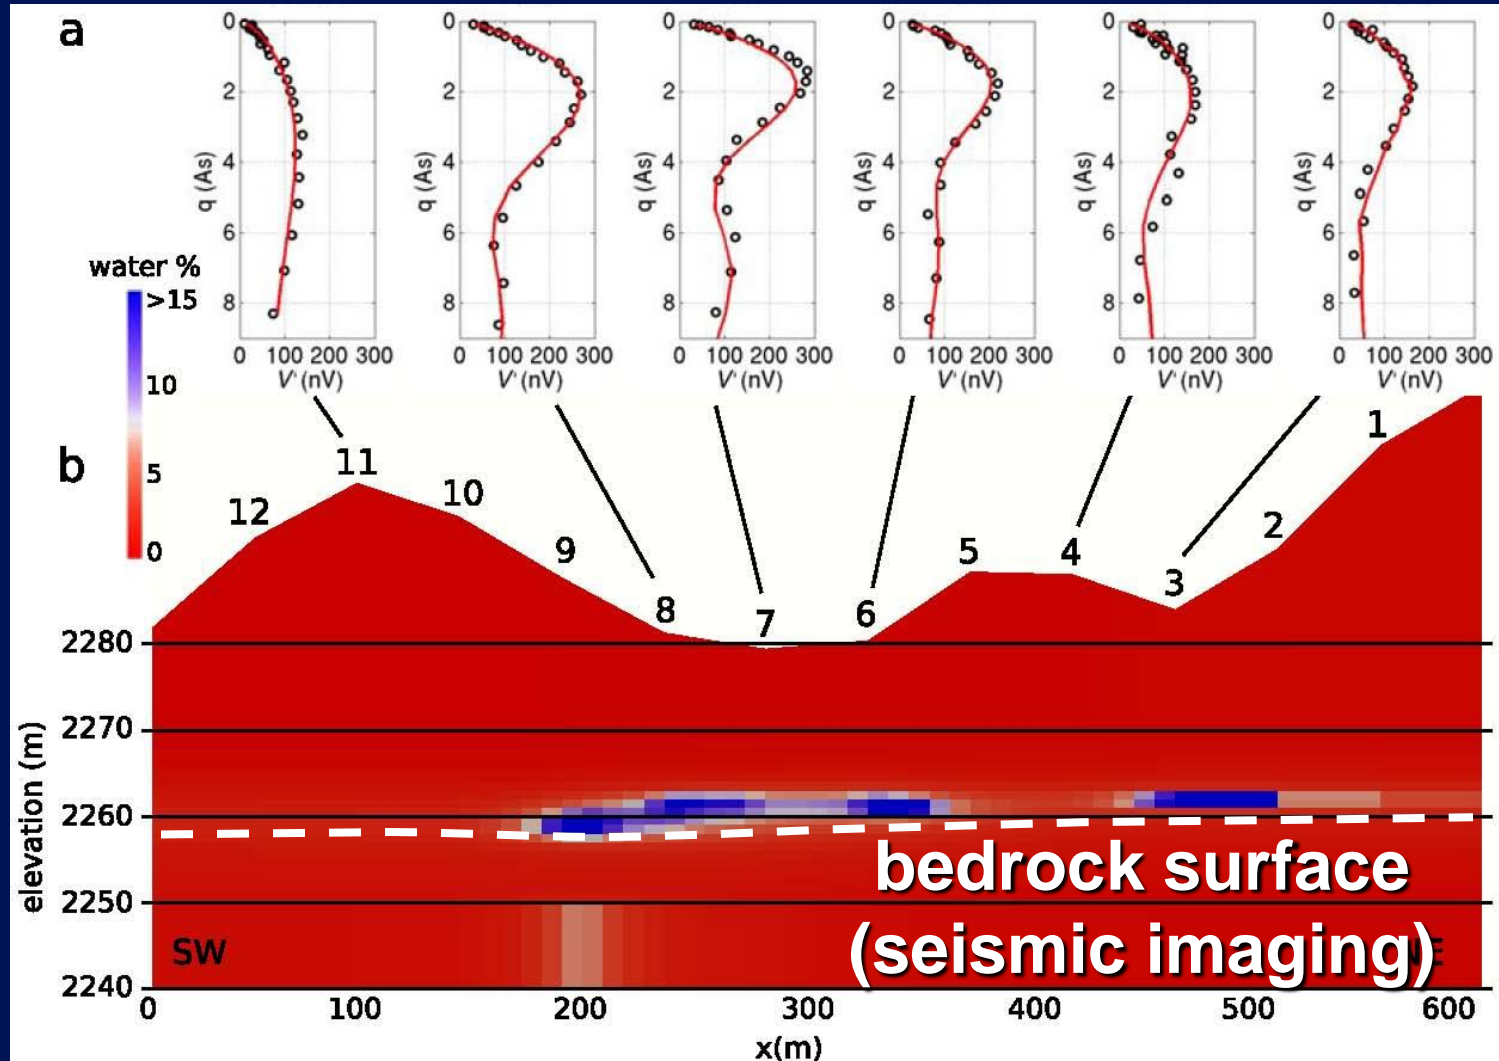 a
0 0 0 0 0 0
2 2 2 2 2 2
4 4 4 4 4 4
6 6 6 6 6 6
8 8 8 8 8 8
q (As) q (As) q (As) q (As) q (As) q (As)
0 100 200 300 0 100 200 300 0 100 200 300 0 100 200 300 0 100 200 300 0 100 200 300
V' (nV) V' (nV) V' (nV) V' (nV) V' (nV) V' (nV)
water %
>15
10
5
0
b
12 11 10 9 8 7 6 5 4 3 2 1
elevation (m)
2280
2270
2260
2250
2240
bedrock surface
(seismic imaging)
SW
0 100 200 300 400 500 600
x(m)